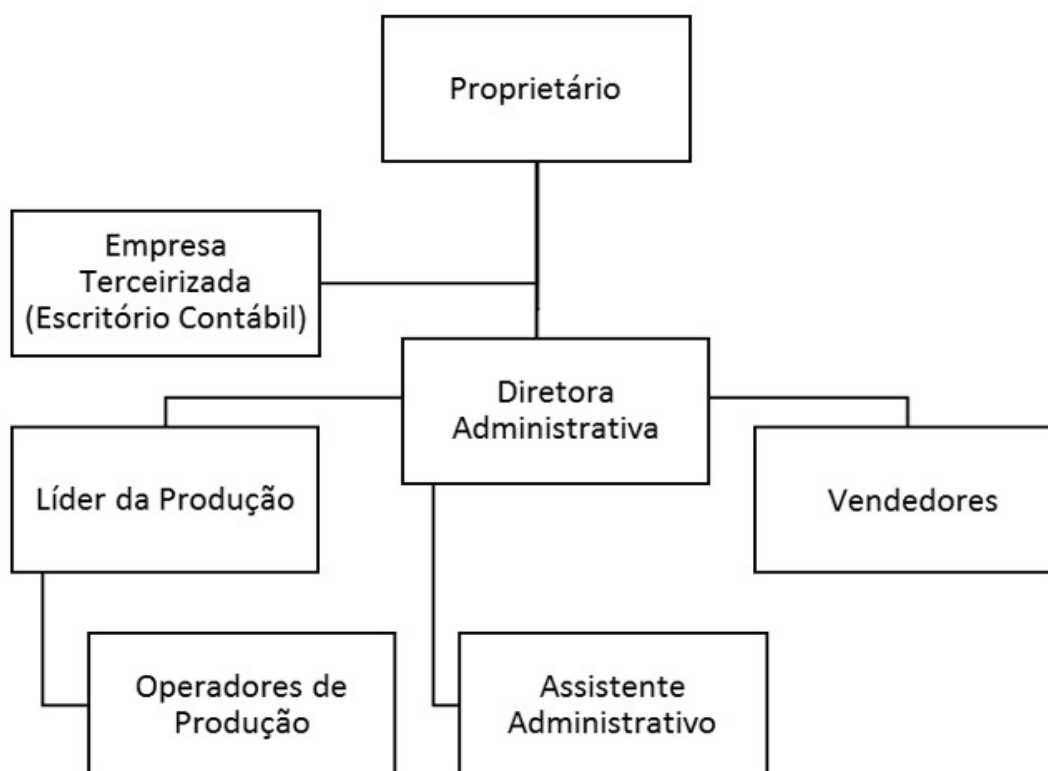 Proprietário
Empresa
Terceirizada
(Escritório Contábil)
Diretora
Administrativa
Líder da Produção
Vendedores
Operadores de
Produção
Assistente
Administrativo